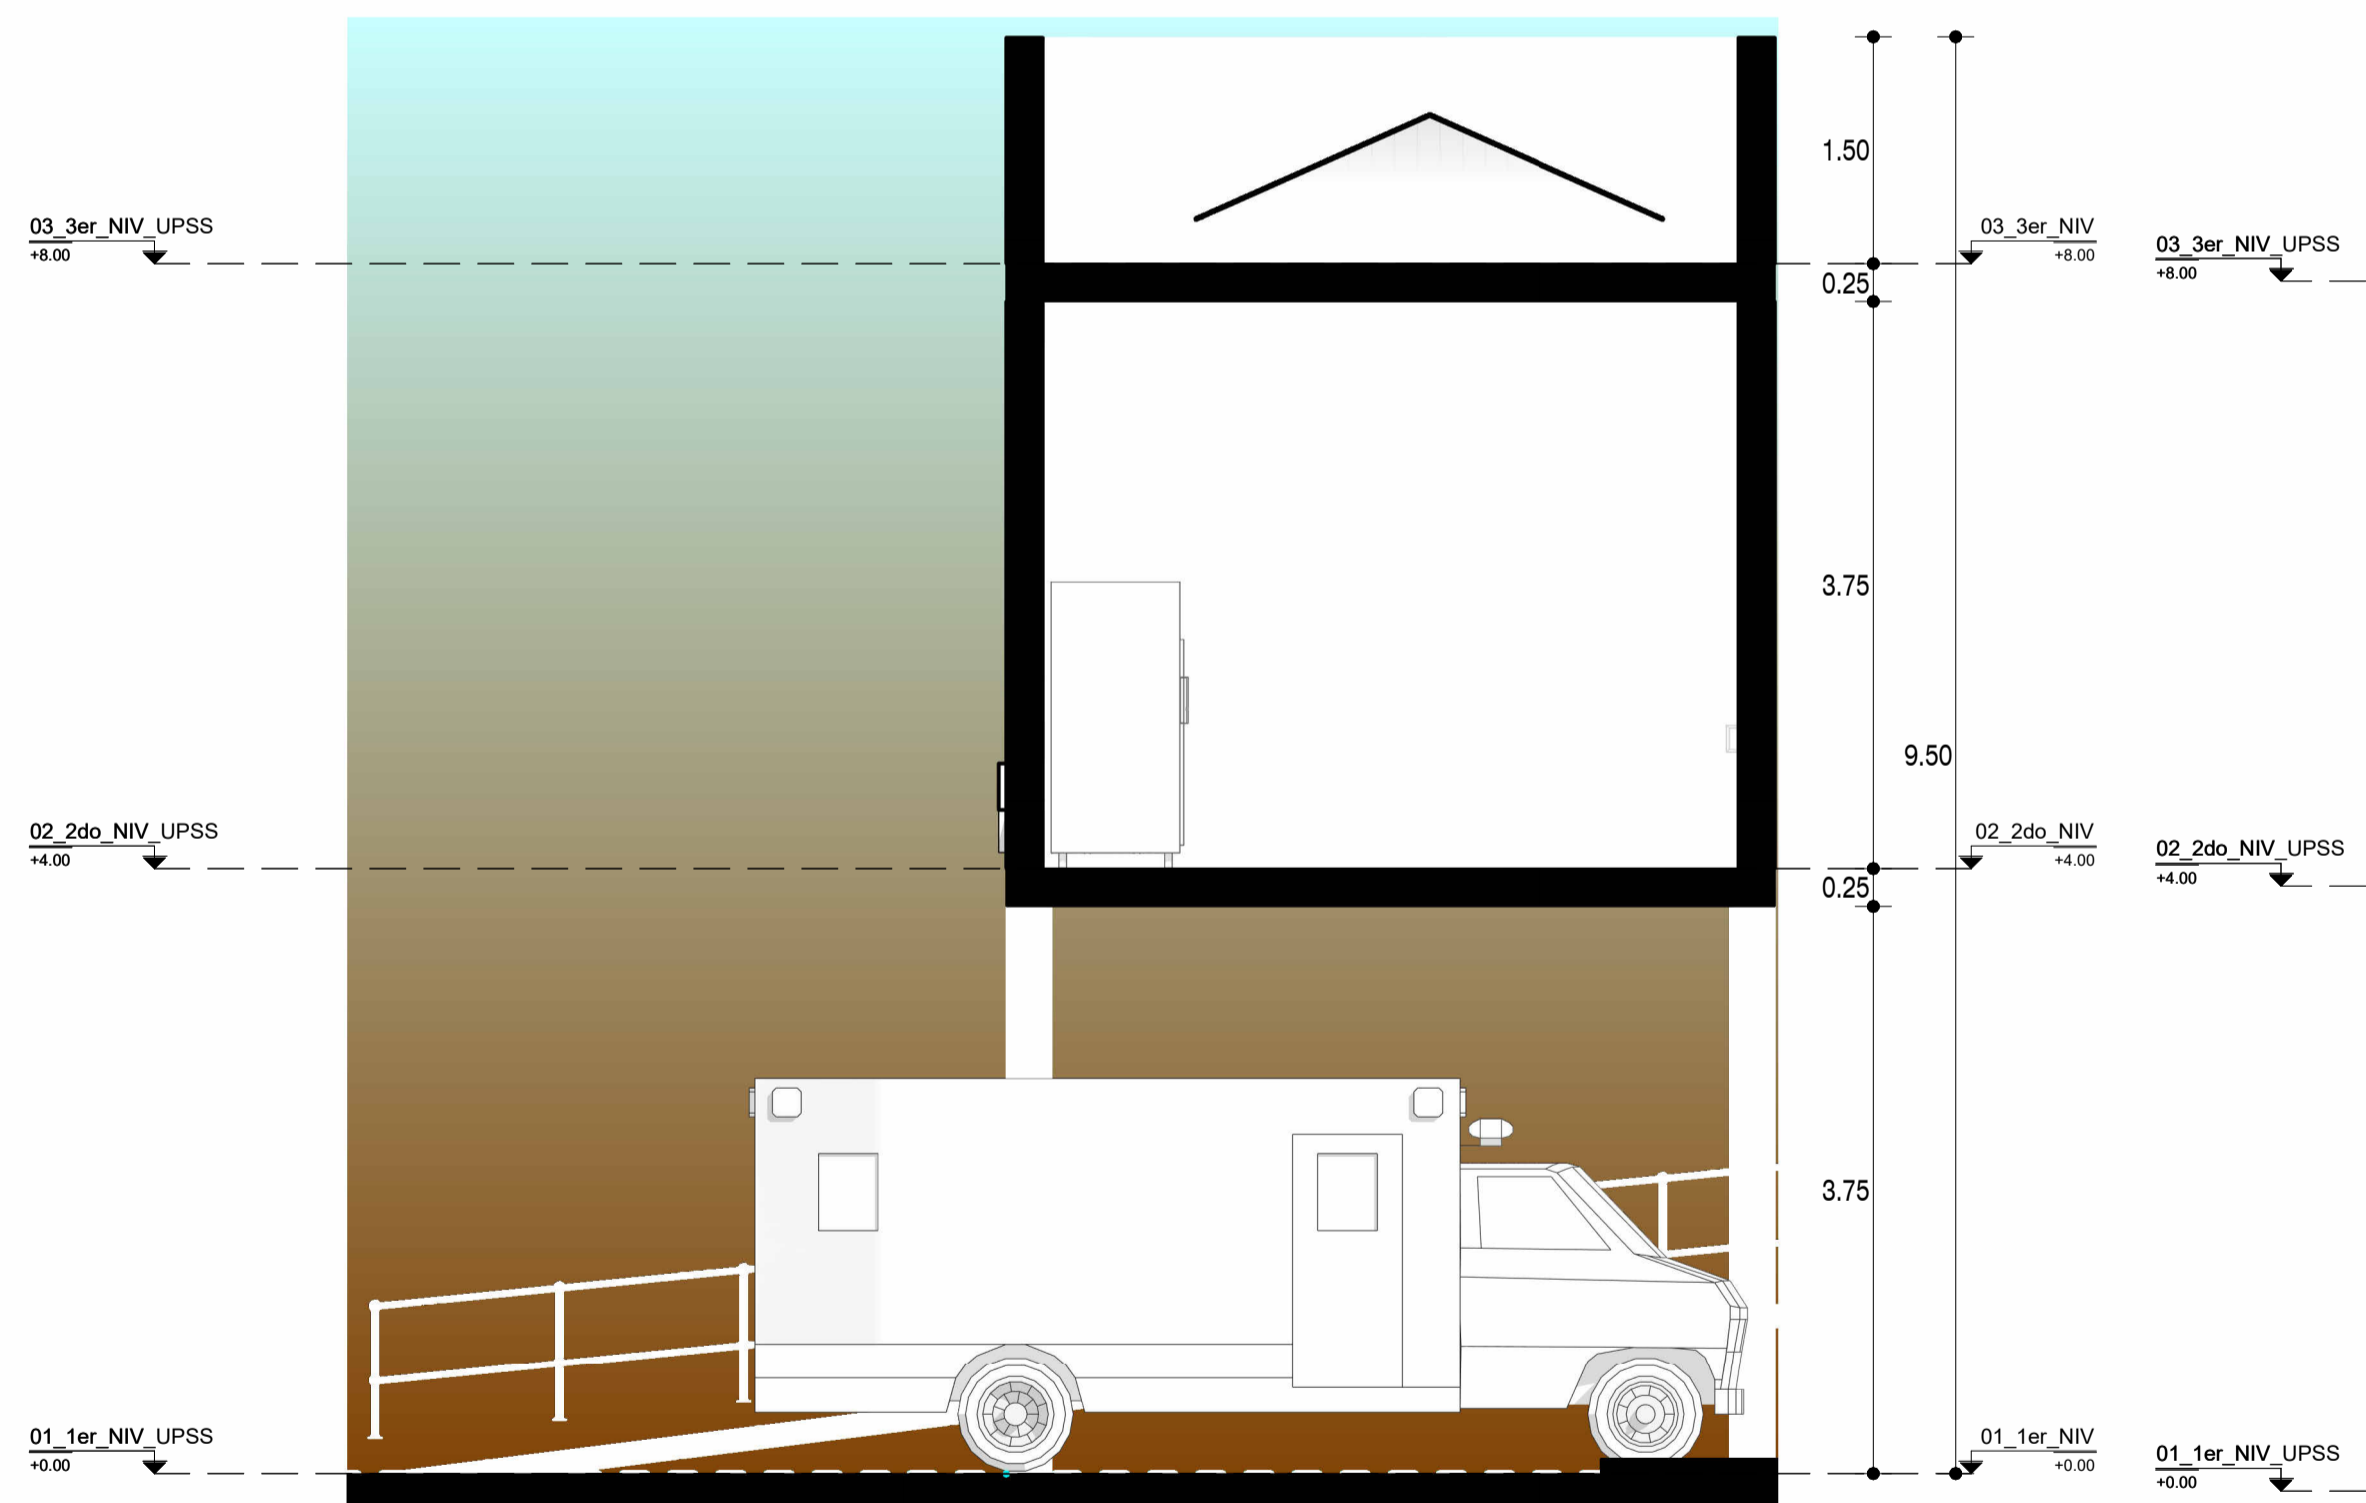 1.50
03_3er_NIV_UPSS
+8.00
03_3er_NIV
+8.00
03_3er_NIV_UPSS
+8.00
0.25
3.75
9.50
02_2do_NIV_UPSS
+4.00
02_2do_NIV
+4.00
02_2do_NIV_UPSS
+4.00
0.25
3.75
01_1er_NIV_UPSS
+0.00
01_1er_NIV
+0.00
01_1er_NIV_UPSS
+0.00